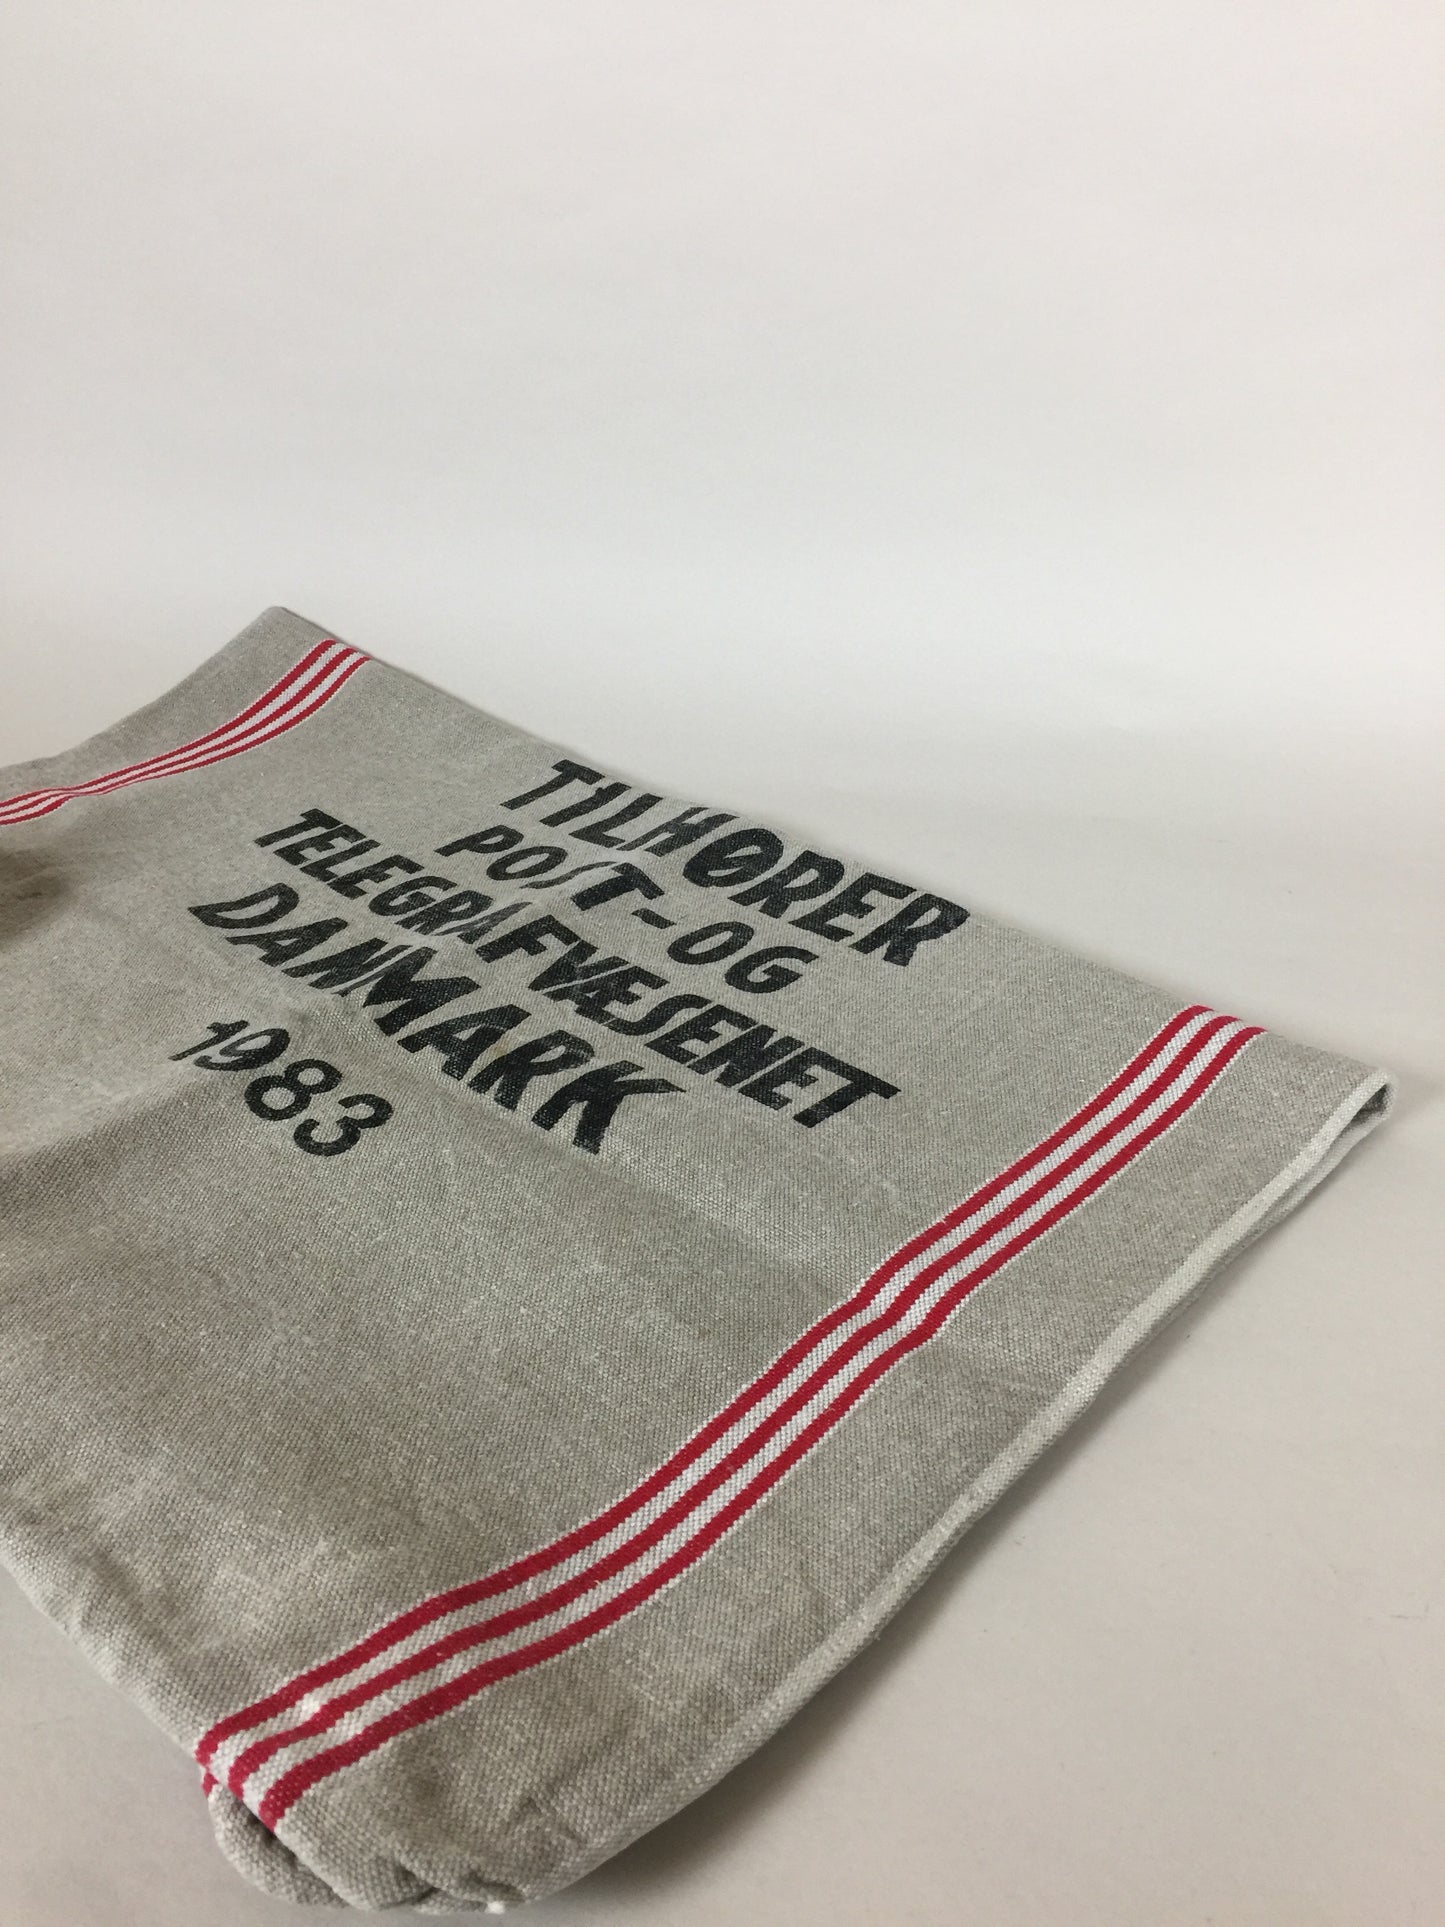 TILHØRER
POST-OG
TELEGRAFVÆSENET
DANMARK
1983